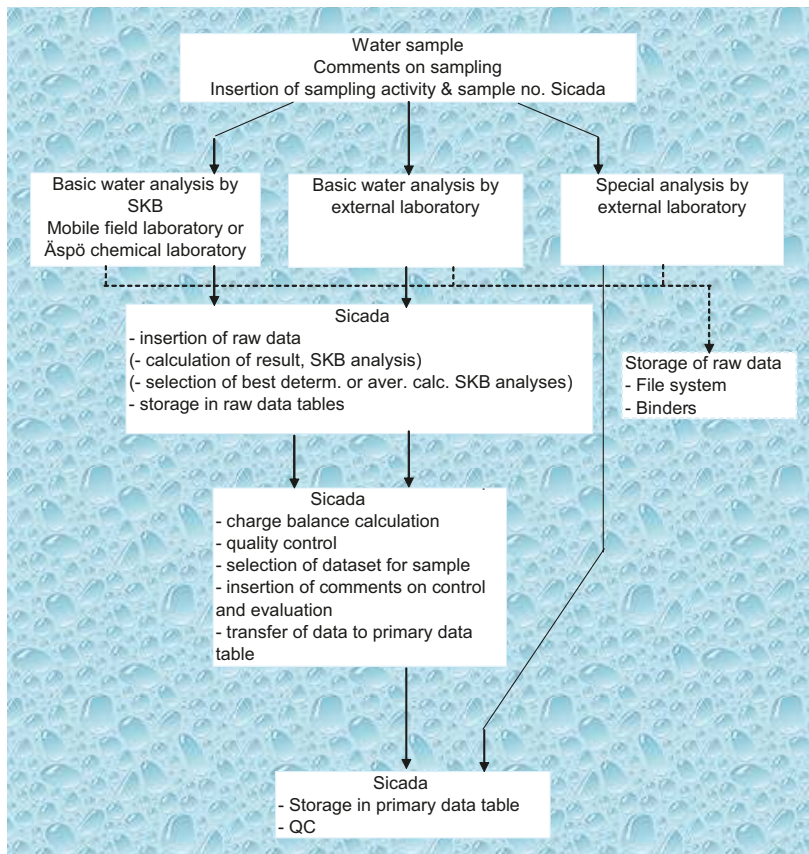 Water sample
Comments on sampling
Insertion of sampling activity & sample no. Sicada
Basic water analysis by
SKB
Mobile field laboratory or
Äspö chemical laboratory
Basic water analysis by
external laboratory
Special analysis by
external laboratory
Sicada
- insertion of raw data
(- calculation of result, SKB analysis)
(- selection of best determ. or aver. calc. SKB analyses)
- storage in raw data tables
Storage of raw data
- File system
- Binders
Sicada
- charge balance calculation
- quality control
- selection of dataset for sample
- insertion of comments on control
and evaluation
- transfer of data to primary data
table
Sicada
- Storage in primary data table
- QC